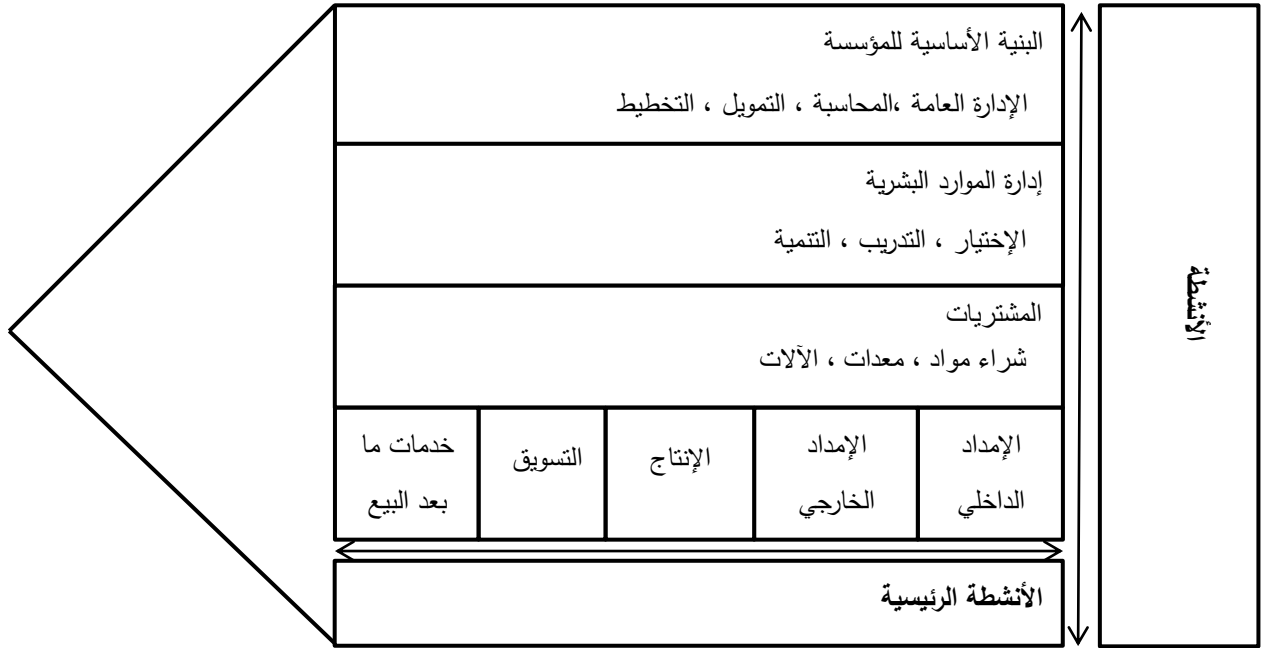 البنية الأساسية للمؤسسة
الإدارة العامة ،المحاسبة ، التمويل ، التخطيط
إدارة الموارد البشرية
الإختيار ، التدريب ، التنمية
المشتريات
شراء مواد ، معدات ، الآلات
الإمداد
الداخلي
الإمداد
الخارجي
الإنتاج
التسويق
خدمات ما
بعد البيع
الأنشطة الرئيسية
الأنشطة